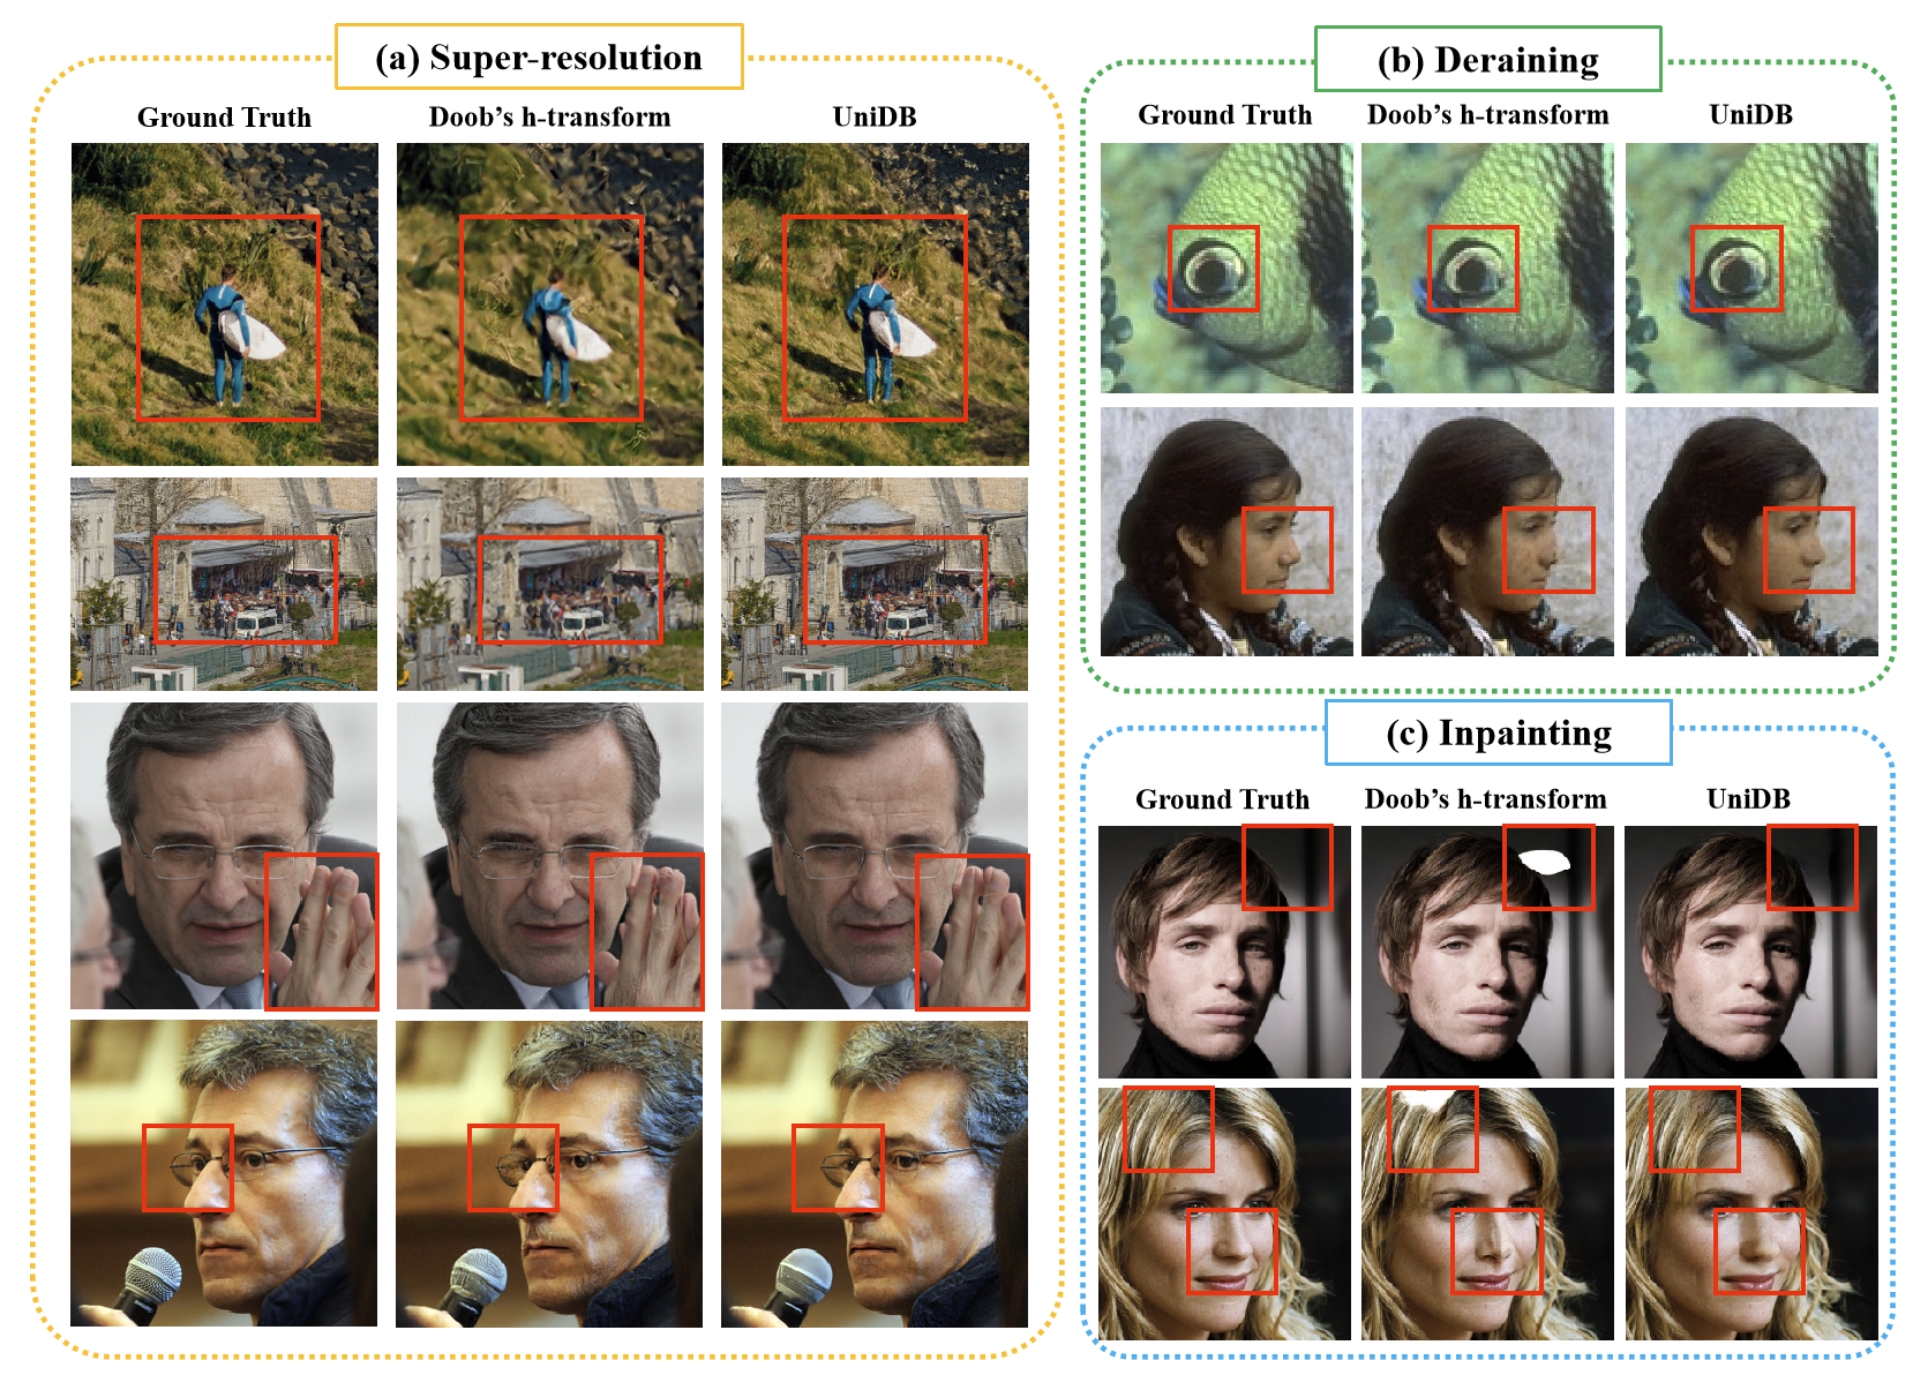 (a) Super-resolution
Ground Truth
Doob's h-transform
UniDB
(b) Deraining
Ground Truth
Doob's h-transform
UniDB
(c) Inpainting
Ground Truth
Doob's h-transform
UniDB